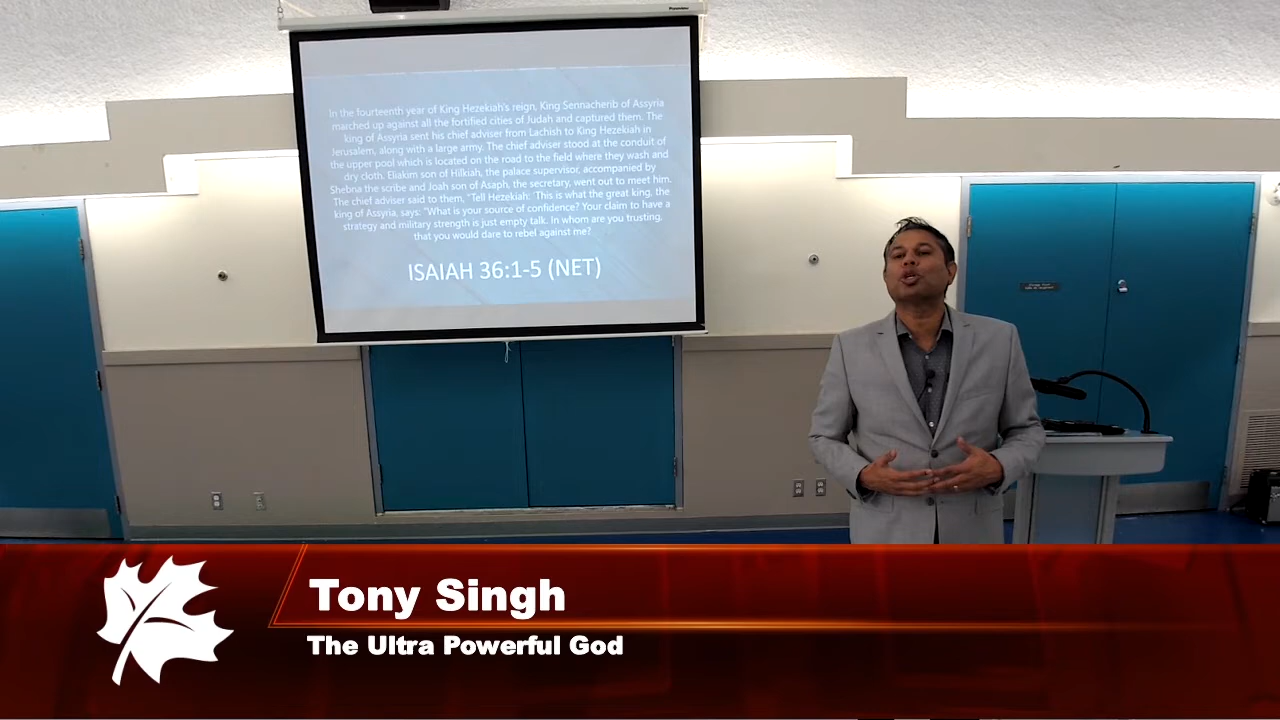 In the fourteenth year of King Hezekiah's reign, King Sennacherib of Assyria
marched up against all the fortified cities of Judah and captured them. The
king of Assyria sent his chief adviser from Lachish to King Hezekiah in
Jerusalem, along with a large army. The chief adviser stood at the conduit of
the upper pool which is located on the road to the field where they wash and
dry cloth. Eliakim son of Hilkiah, the palace supervisor, accompanied by
Shebna the scribe and Joah son of Asaph, the secretary, went out to meet him.
The chief adviser said to them, "Tell Hezekiah: 'This is what the great king, the
king of Assyria, says: "What is your source of confidence? Your claim to have a
strategy and military strength is just empty talk. In whom are you trusting,
that you would dare to rebel against me?
ISAIAH 36:1-5 (NET)
Tony Singh
The Ultra Powerful God